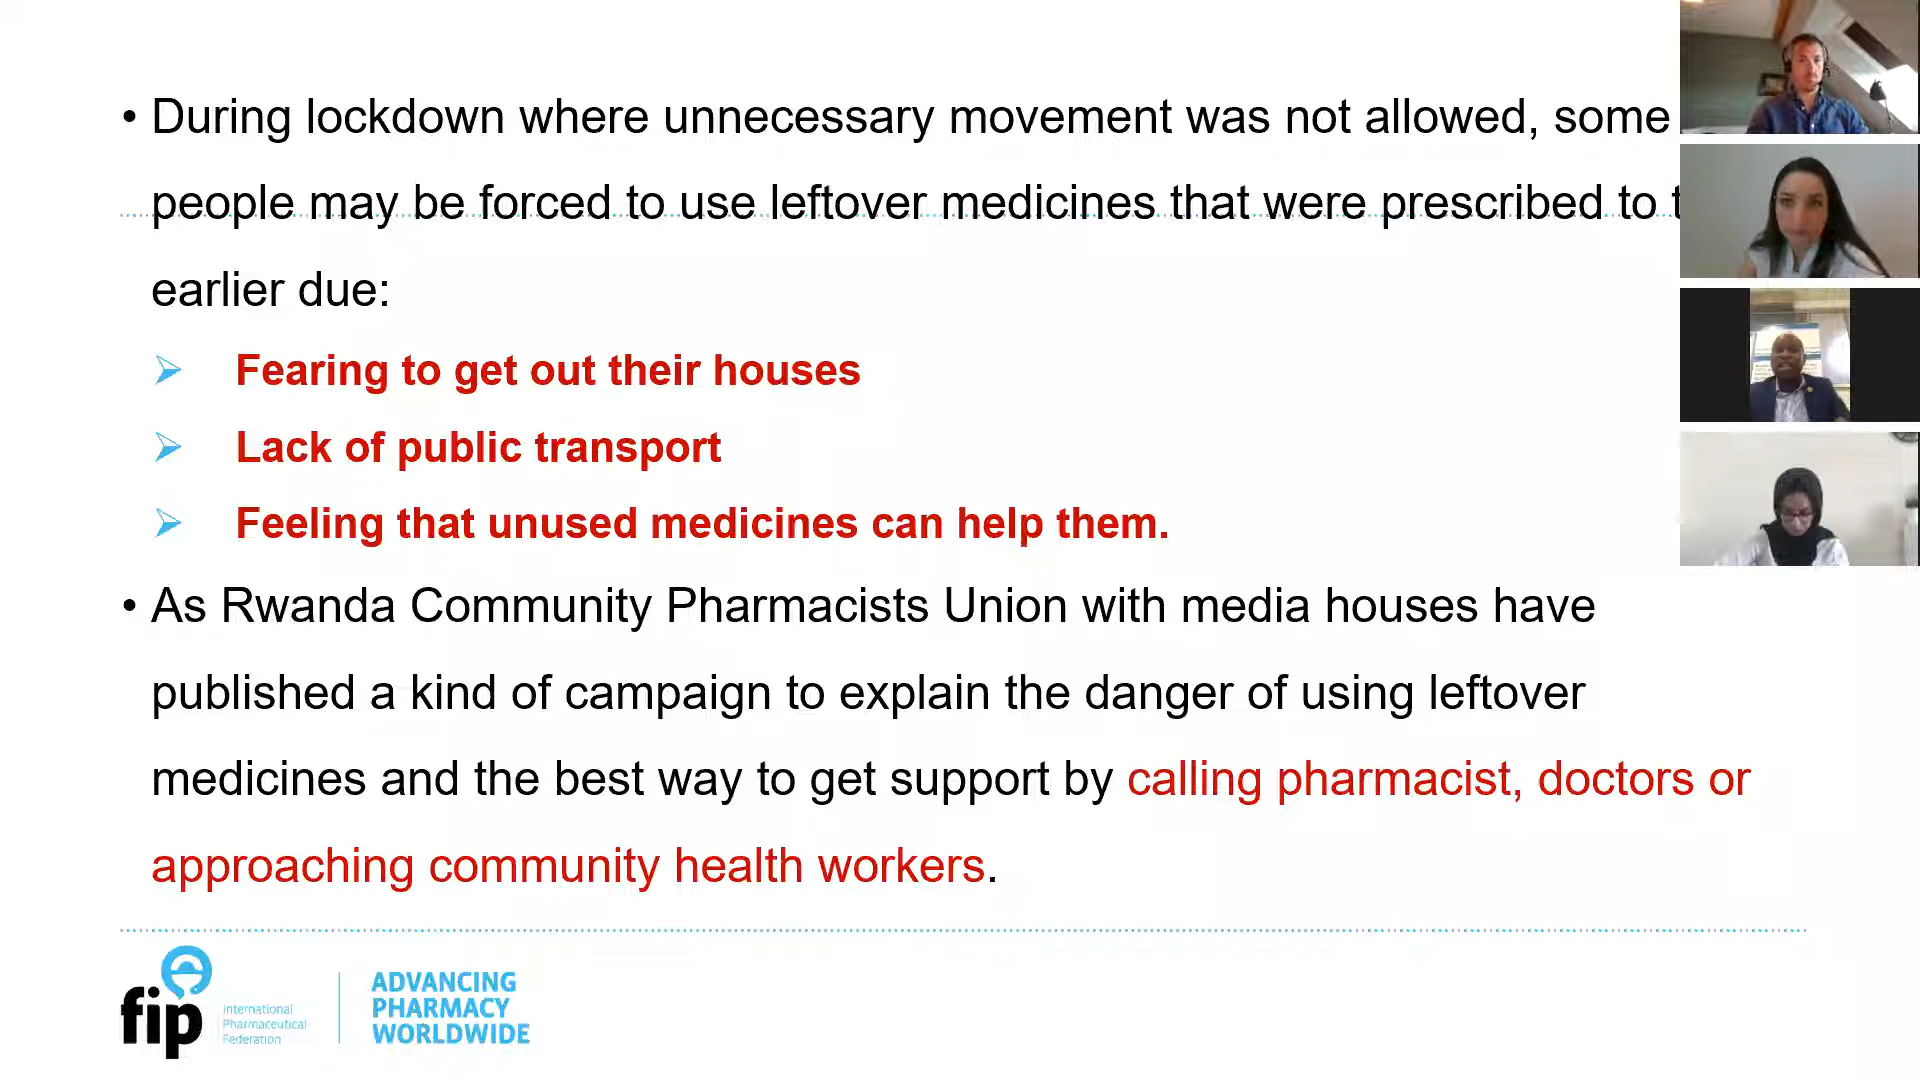 • During lockdown where unnecessary movement was not allowed, some
people may be forced to use leftover medicines that were prescribed to
earlier due:
➢ Fearing to get out their houses
➢ Lack of public transport
➢ Feeling that unused medicines can help them.
• As Rwanda Community Pharmacists Union with media houses have
published a kind of campaign to explain the danger of using leftover
medicines and the best way to get support by calling pharmacist, doctors or
approaching community health workers.
fip
International
Pharmaceutical
Federation
ADVANCING
PHARMACY
WORLDWIDE